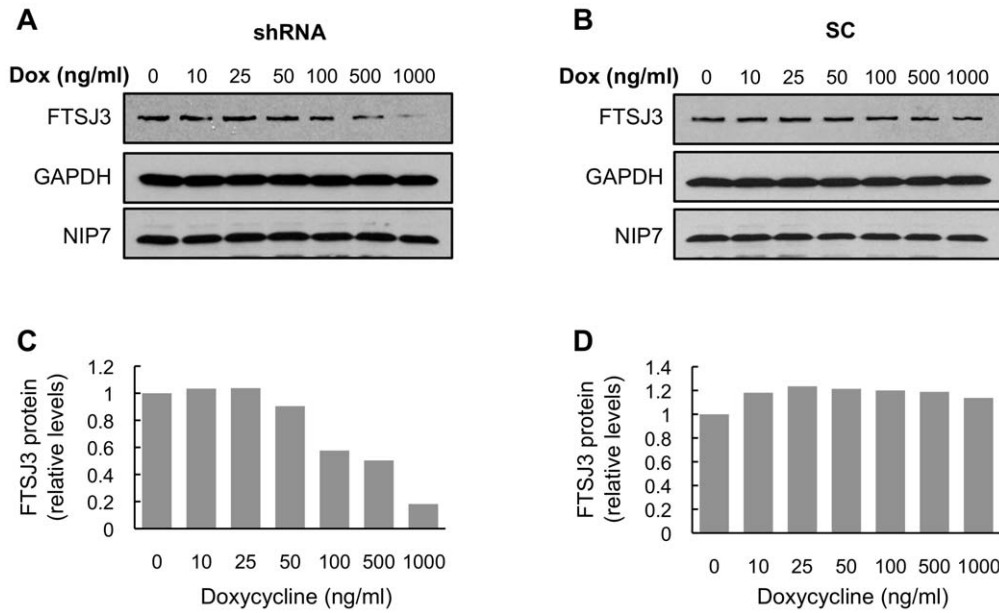 A
shRNA
Dox (ng/ml) 0 10 25 50 100 500 1000
FTSJ3
GAPDH
NIP7
B
SC
Dox (ng/ml) 0 10 25 50 100 500 1000
FTSJ3
GAPDH
NIP7
C
FTSJ3 protein
(relative levels)
1.2
1
0.8
0.6
0.4
0.2
0
0 10 25 50 100 500 1000
Doxycycline (ng/ml)
D
FTSJ3 protein
(relative levels)
1.4
1.2
1
0.8
0.6
0.4
0.2
0
0 10 25 50 100 500 1000
Doxycycline (ng/ml)